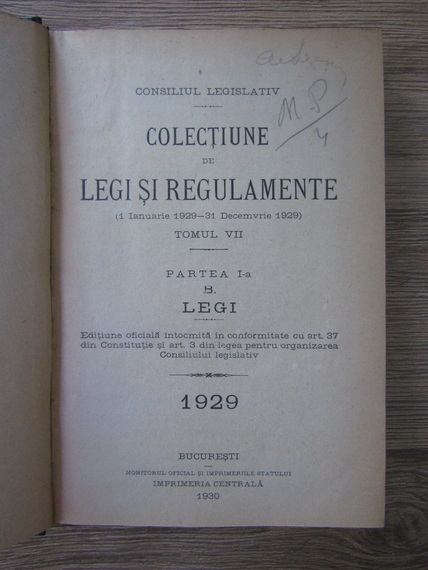 CONSILIUL LEGISLATIV
M P
4
COLECȚIUNE
DE
LEGI ȘI REGULAMENTE
(1 Ianuarie 1929—31 Decemvrie 1929)
TOMUL VII
PARTEA I-a
B.
LEGI
Edițiune oficială întocmită în conformitate cu art. 37
din Constituție și art. 3 din legea pentru organizarea
Consiliului legislativ
1929
BUCUREȘTI
MONITORUL OFICIAL ȘI IMPRIMERIILE STATULUI
IMPRIMERIA CENTRALĂ
1930